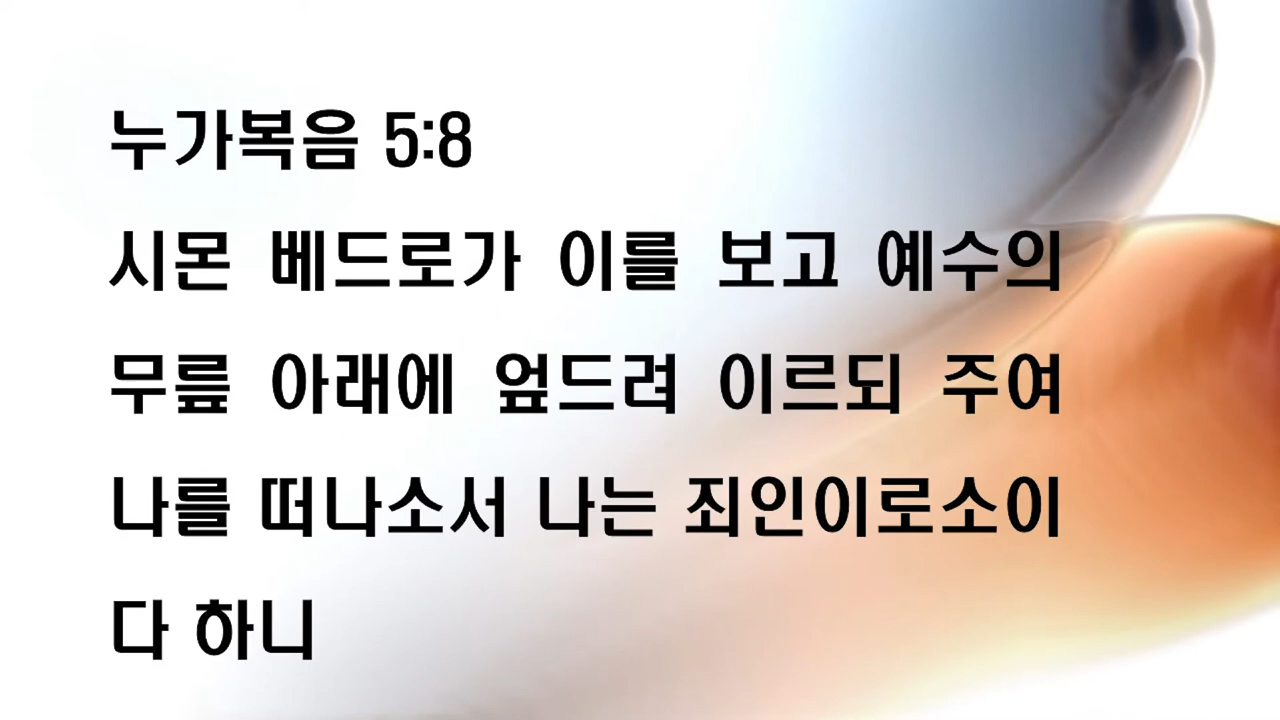 누가복음 5:8
시몬 베드로가 이를 보고 예수의
무릎 아래에 엎드려 이르되 주여
나를 떠나소서 나는 죄인이로소이
다 하니